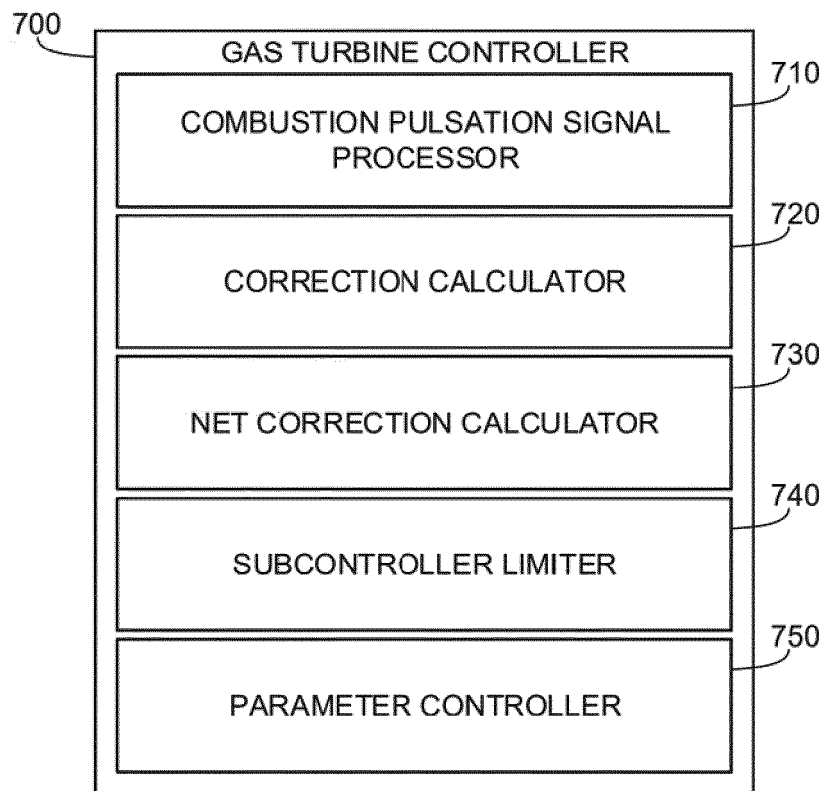 700
GAS TURBINE CONTROLLER
710
COMBUSTION PULSATION SIGNAL
PROCESSOR
720
CORRECTION CALCULATOR
730
NET CORRECTION CALCULATOR
740
SUBCONTROLLER LIMITER
750
PARAMETER CONTROLLER